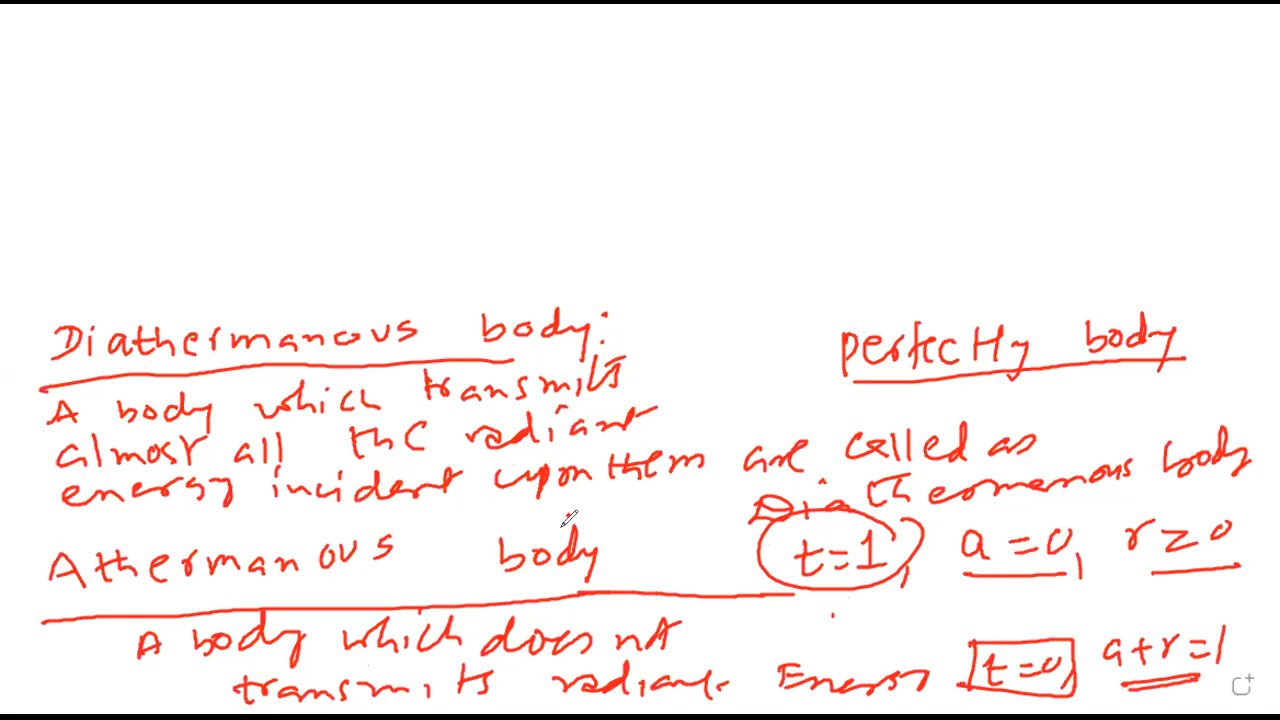 Diathermanous body:
perfectly body
A body which transmits
almost all the radiant
energy incident upon them are called as
Diathermanous body
t=1, a=0, r=0
Athermanous body
A body which does not
transmits radiant Energy t=0, a+r=1